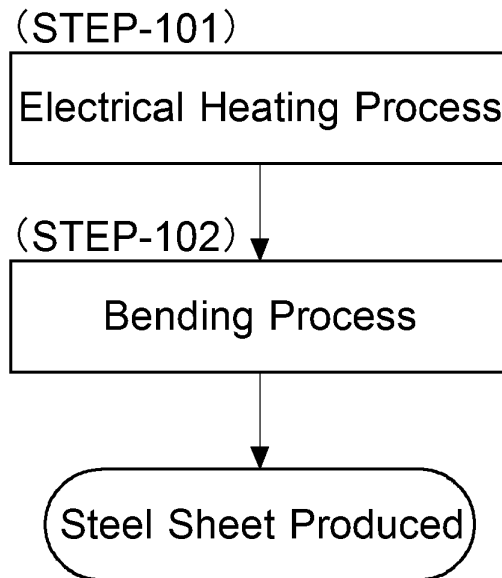 （STEP-101）
Electrical Heating Process
（STEP-102）
Bending Process
Steel Sheet Produced